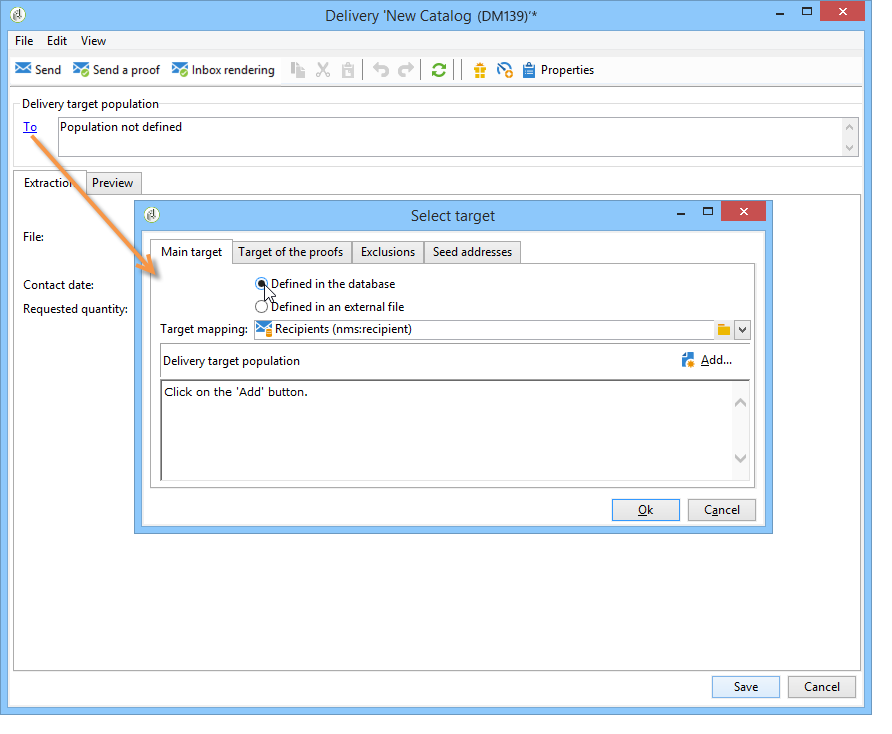 Delivery 'New Catalog (DM139)'*
File Edit View
Send Send a proof Inbox rendering Properties
Delivery target population
To Population not defined
Extraction Preview
Select target
File:
Main target Target of the proofs Exclusions Seed addresses
Contact date: Defined in the database
Requested quantity: Defined in an external file
Target mapping: Recipients (nms:recipient)
Delivery target population Add...
Click on the 'Add' button.
Ok Cancel
Save Cancel